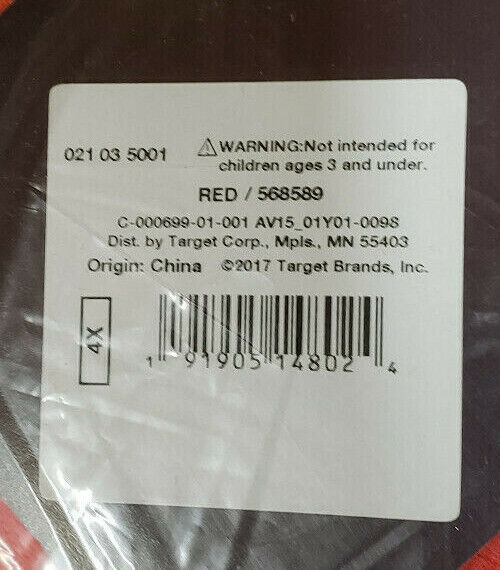 021 03 5001
⚠WARNING:Not intended for
children ages 3 and under.
RED / 568589
C-000699-01-001 AV15_01Y01-0098
Dist. by Target Corp., Mpls., MN 55403
Origin: China ©2017 Target Brands, Inc.
4X
1 91905 14802 4